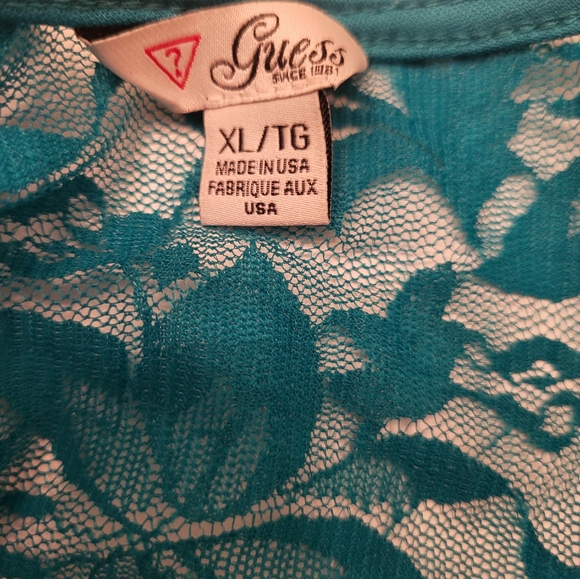 ?
Guess
SINCE 1981
XL/TG
MADE IN USA
FABRIQUE AUX
USA